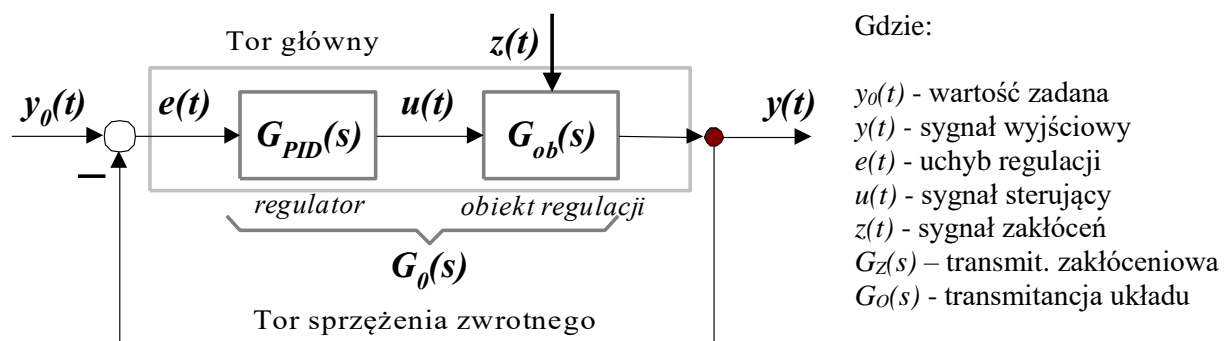 Tor główny
z(t)
y0(t)
e(t)
u(t)
y(t)
GPID(s)
Gob(s)
–
regulator
obiekt regulacji
G0(s)
Tor sprzężenia zwrotnego
Gdzie:
y0(t) - wartość zadana
y(t) - sygnał wyjściowy
e(t) - uchyb regulacji
u(t) - sygnał sterujący
z(t) - sygnał zakłóceń
GZ(s) – transmit. zakłóceniowa
GO(s) - transmitancja układu